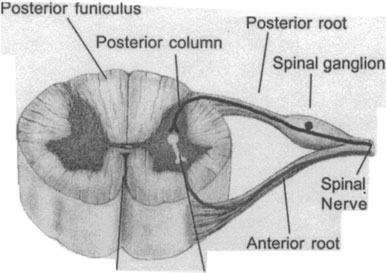 Posterior funiculus
Posterior column
Posterior root
Spinal ganglion
Spinal
Nerve
Anterior root